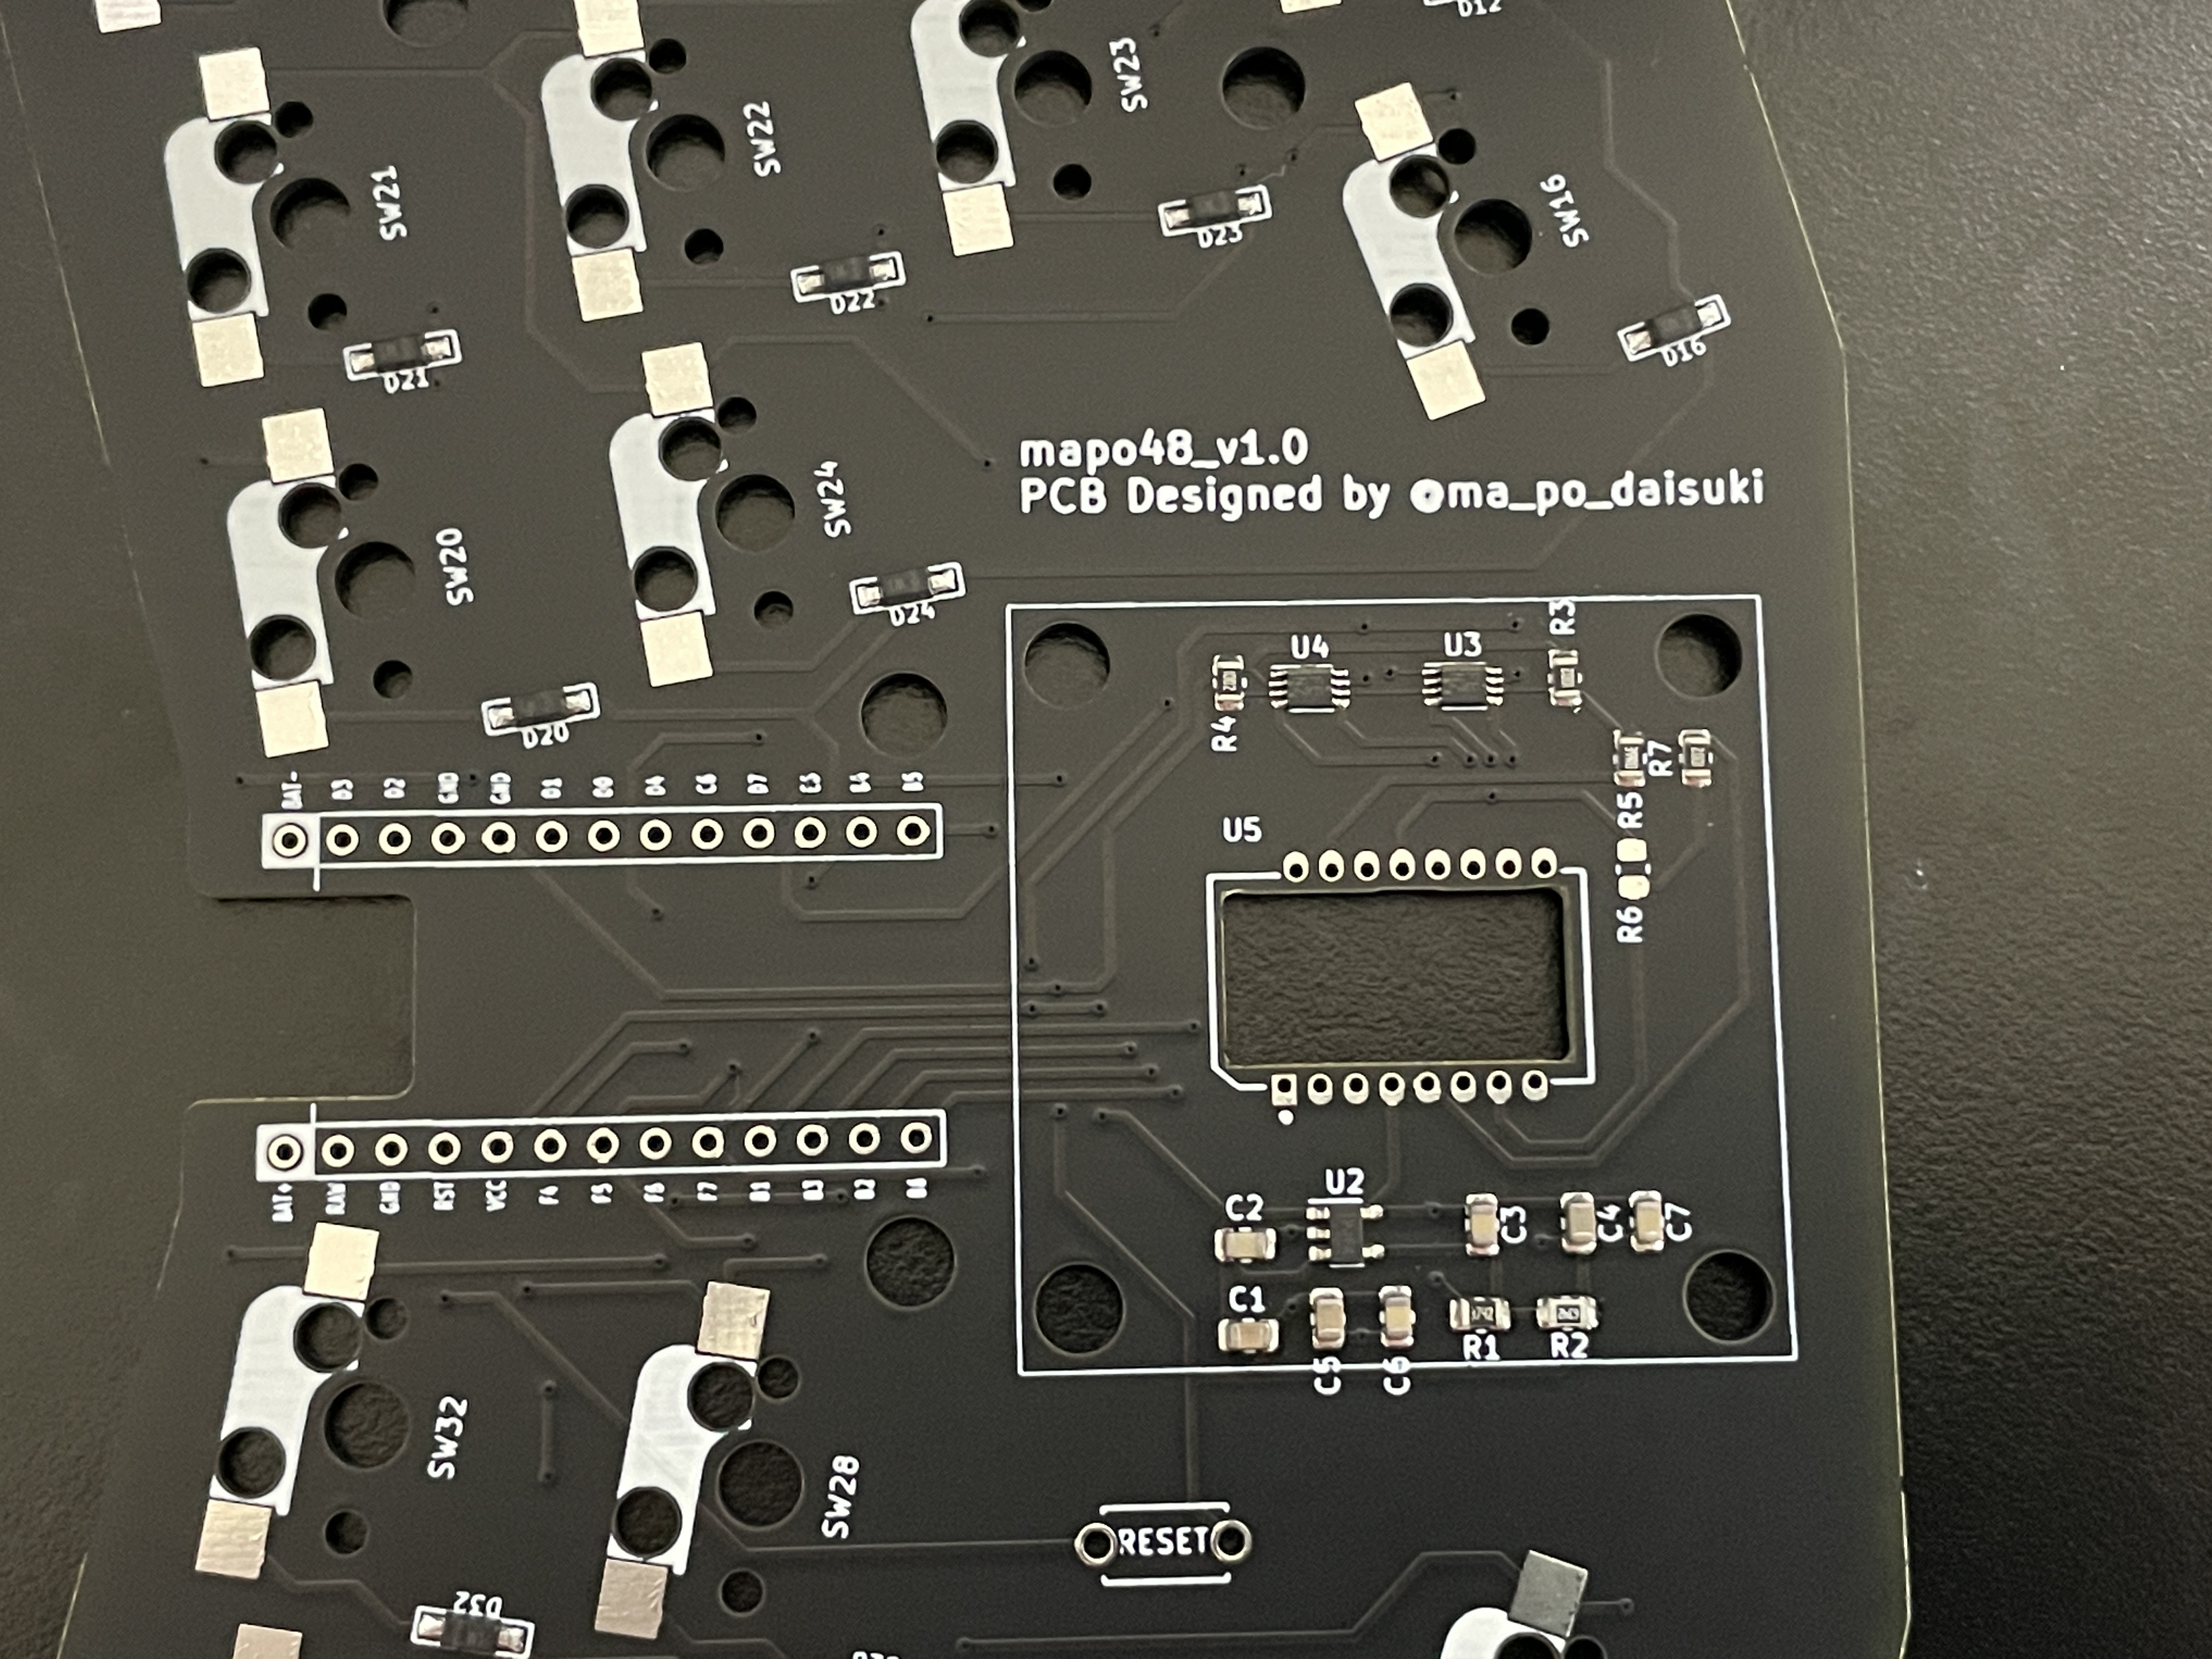 D12
SW23
SW22
SW21
SW16
D23
D22
D21
D16
mapo48_v1.0
PCB Designed by @ma_po_daisuki
SW24
SW20
D24
D20
R3
U4
U3
R4
R7
R5
R6
U5
BAT- D3 D2 GND GND D1 D0 D4 C6 D7 E6 B4 B5
BAT+ RAW GND RST VCC F4 F5 F6 F7 B1 B3 B2 B6
U2
C2
C3
C4
C7
C1
C5
C6
R1
R2
SW32
SW28
RESET
D32